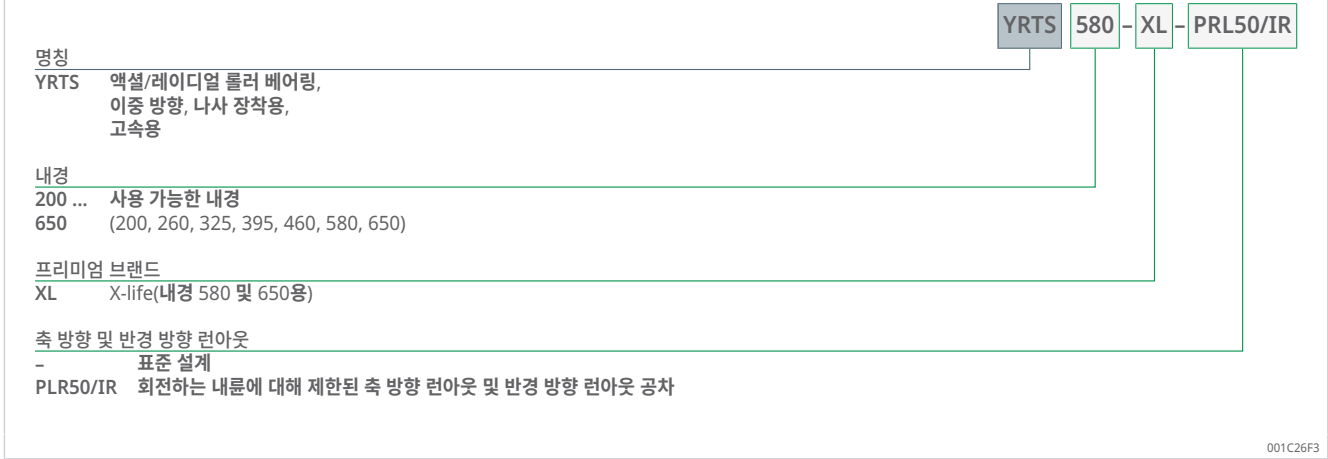 YRTS 580 – XL – PRL50/IR
명칭
YRTS 액셜/레이디얼 롤러 베어링,
이중 방향, 나사 장착용,
고속용
내경
200 ... 사용 가능한 내경
650 (200, 260, 325, 395, 460, 580, 650)
프리미엄 브랜드
XL X-life(내경 580 및 650용)
축 방향 및 반경 방향 런아웃
– 표준 설계
PLR50/IR 회전하는 내륜에 대해 제한된 축 방향 런아웃 및 반경 방향 런아웃 공차
001C26F3